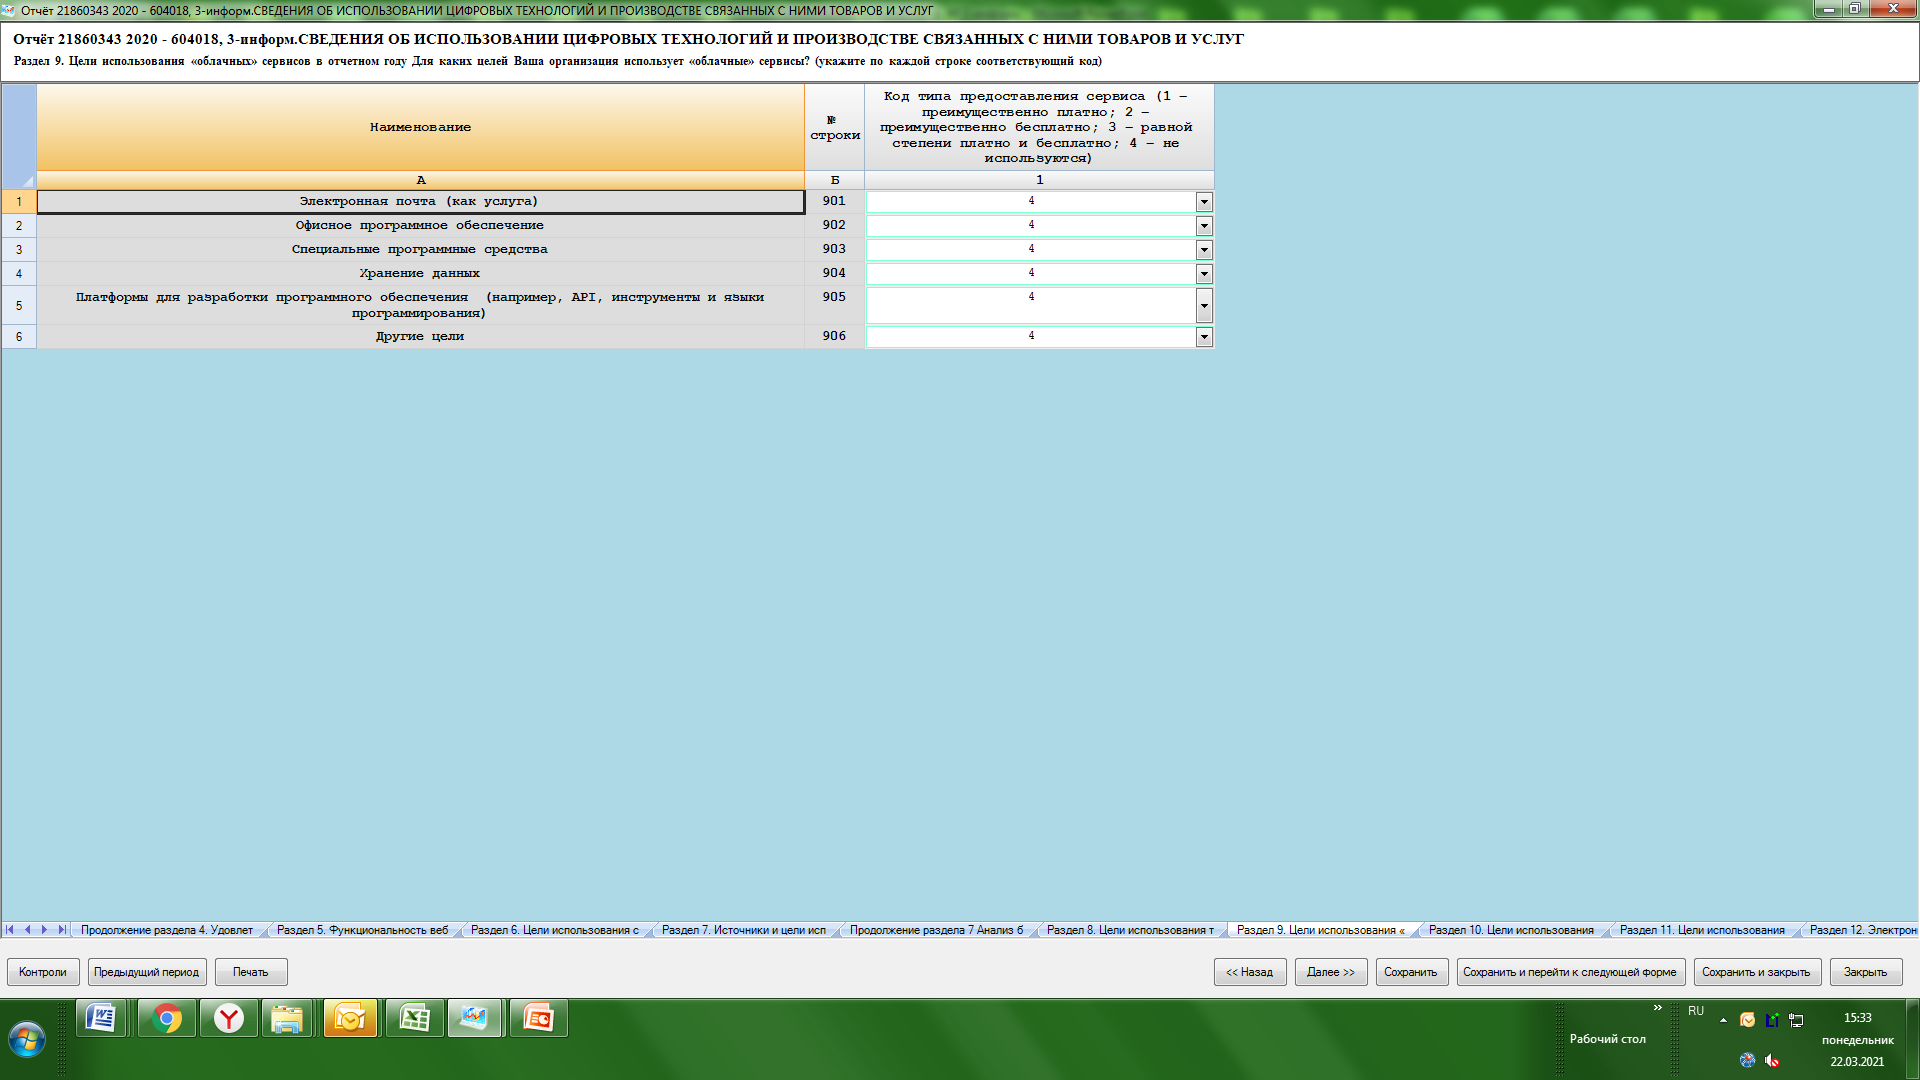 Отчёт 21860343 2020 - 604018, 3-информ.СВЕДЕНИЯ ОБ ИСПОЛЬЗОВАНИИ ЦИФРОВЫХ ТЕХНОЛОГИЙ И ПРОИЗВОДСТВЕ СВЯЗАННЫХ С НИМИ ТОВАРОВ И УСЛУГ
Отчёт 21860343 2020 - 604018, 3-информ.СВЕДЕНИЯ ОБ ИСПОЛЬЗОВАНИИ ЦИФРОВЫХ ТЕХНОЛОГИЙ И ПРОИЗВОДСТВЕ СВЯЗАННЫХ С НИМИ ТОВАРОВ И УСЛУГ
Раздел 9. Цели использования «облачных» сервисов в отчетном году Для каких целей Ваша организация использует «облачные» сервисы? (укажите по каждой строке соответствующий код)
Наименование
№
строки
Код типа предоставления сервиса (1 –
преимущественно платно; 2 –
преимущественно бесплатно; 3 – равной
степени платно и бесплатно; 4 – не
используются)
А Б 1
1 Электронная почта (как услуга) 901 4
2 Офисное программное обеспечение 902 4
3 Специальные программные средства 903 4
4 Хранение данных 904 4
5 Платформы для разработки программного обеспечения (например, API, инструменты и языки 905 4
программирования)
6 Другие цели 906 4
Продолжение раздела 4. Удовлет Раздел 5. Функциональность веб Раздел 6. Цели использования с Раздел 7. Источники и цели исп Продолжение раздела 7 Анализ б Раздел 8. Цели использования т Раздел 9. Цели использования « Раздел 10. Цели использования Раздел 11. Цели использования Раздел 12. Электрон
Контроли Предыдущий период Печать << Назад Далее >> Сохранить Сохранить и перейти к следующей форме Сохранить и закрыть Закрыть
Рабочий стол
»
RU
15:33
понедельник
22.03.2021